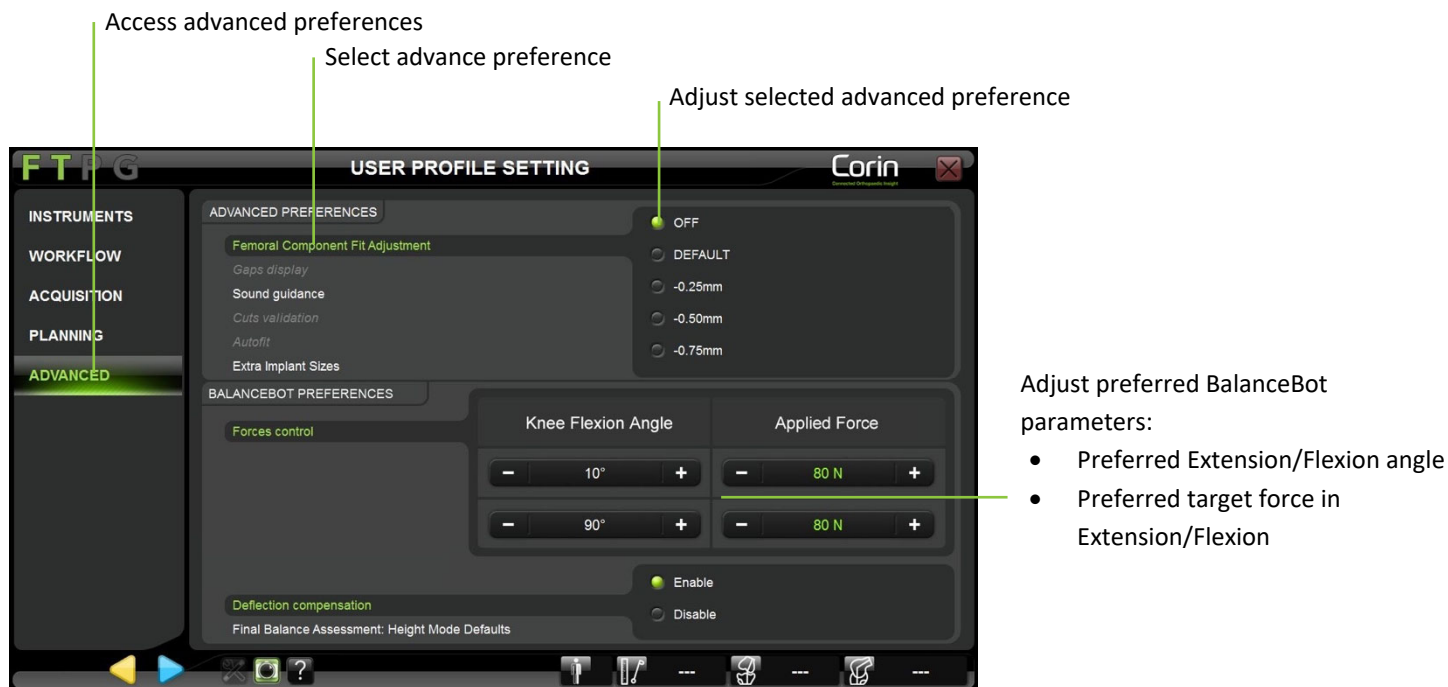 Access advanced preferences
Select advance preference
Adjust selected advanced preference
FTPG
USER PROFILE SETTING
Corin
Connected Orthopaedic Insight
INSTRUMENTS
WORKFLOW
ACQUISITION
PLANNING
ADVANCED
ADVANCED PREFERENCES
Femoral Component Fit Adjustment
Gaps display
Sound guidance
Cuts validation
Autofit
Extra Implant Sizes
OFF
DEFAULT
-0.25mm
-0.50mm
-0.75mm
BALANCEBOT PREFERENCES
Forces control
Knee Flexion Angle
Applied Force
- 10° + - 80 N +
- 90° + - 80 N +
Deflection compensation
Final Balance Assessment: Height Mode Defaults
Enable
Disable
? --- --- ---
Adjust preferred BalanceBot
parameters:
• Preferred Extension/Flexion angle
• Preferred target force in
Extension/Flexion